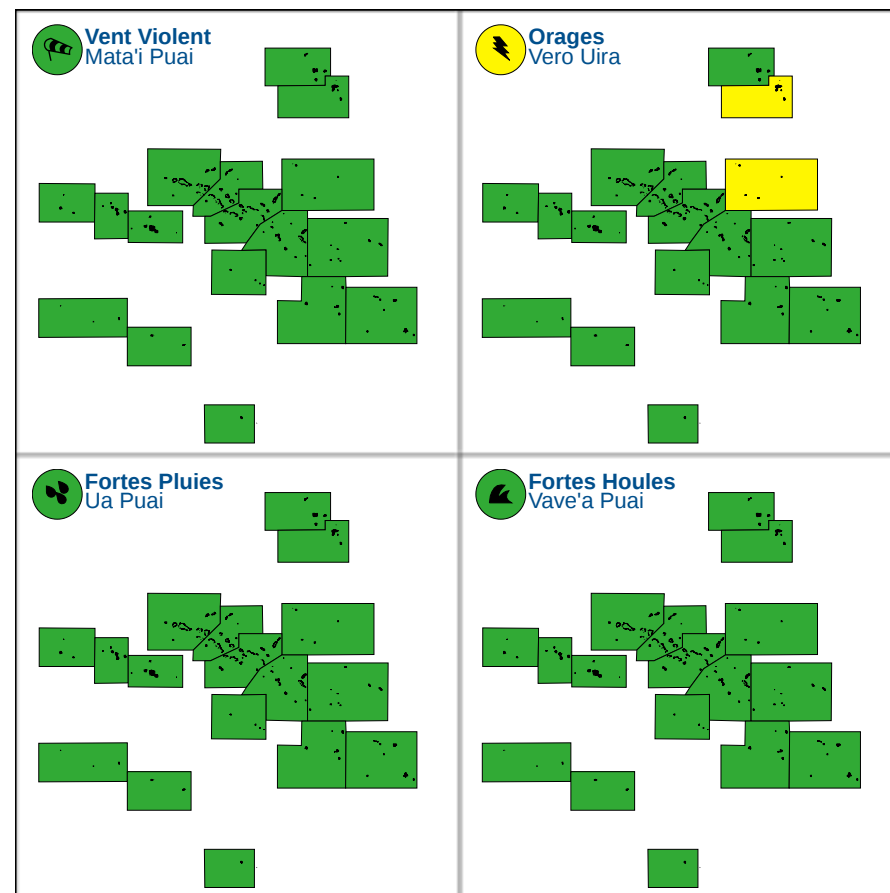 Vent Violent
Mata'i Puai
Orages
Vero Uira
Fortes Pluies
Ua Puai
Fortes Houles
Vave'a Puai